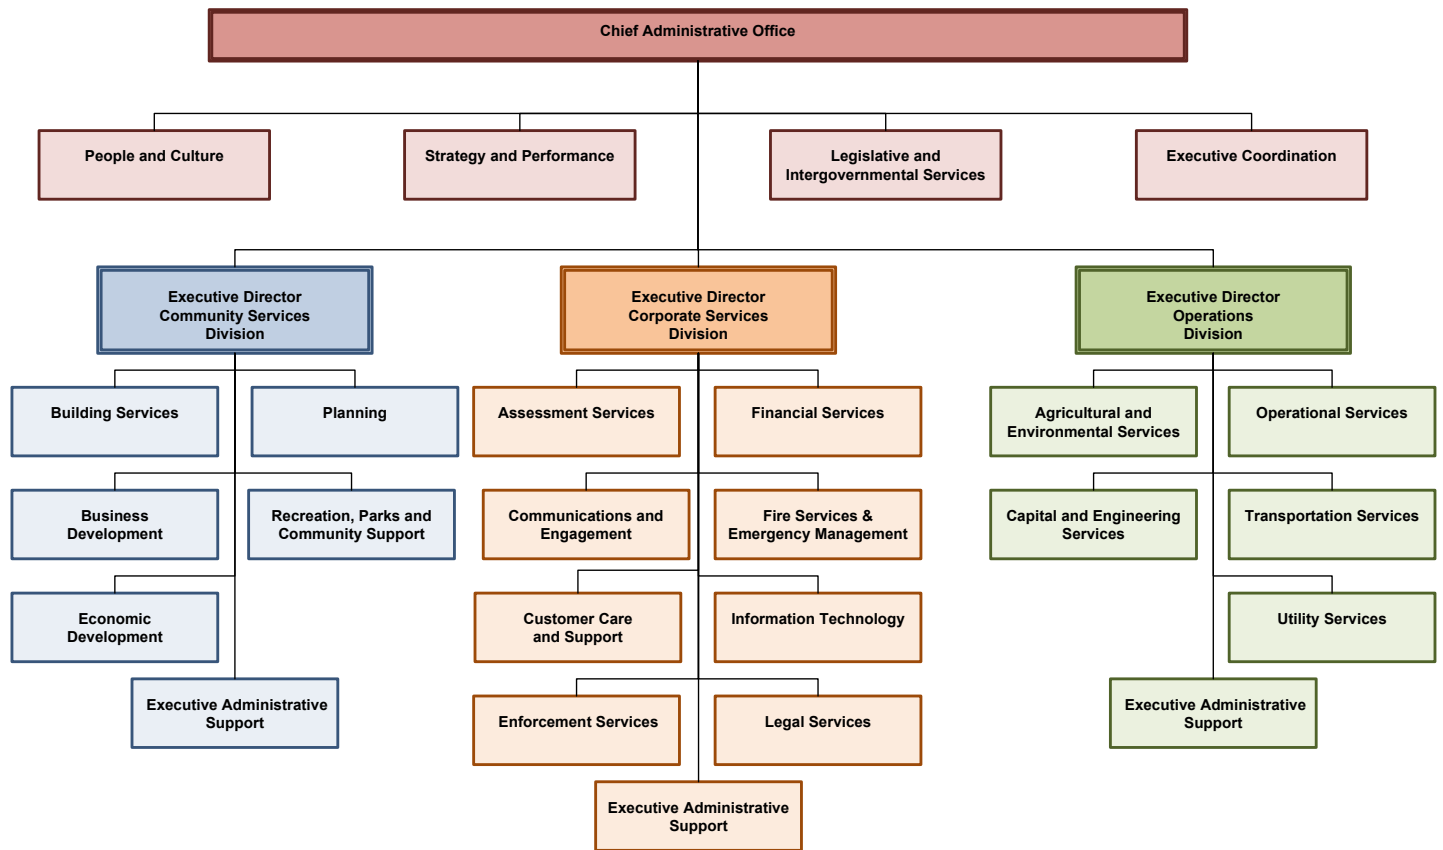 Chief Administrative Office
People and Culture
Strategy and Performance
Legislative and
Intergovernmental Services
Executive Coordination
Executive Director
Community Services
Division
Executive Director
Corporate Services
Division
Executive Director
Operations
Division
Building Services
Planning
Assessment Services
Financial Services
Agricultural and
Environmental Services
Operational Services
Business
Development
Recreation, Parks and
Community Support
Communications and
Engagement
Fire Services &
Emergency Management
Capital and Engineering
Services
Transportation Services
Economic
Development
Customer Care
and Support
Information Technology
Utility Services
Executive Administrative
Support
Enforcement Services
Legal Services
Executive Administrative
Support
Executive Administrative
Support